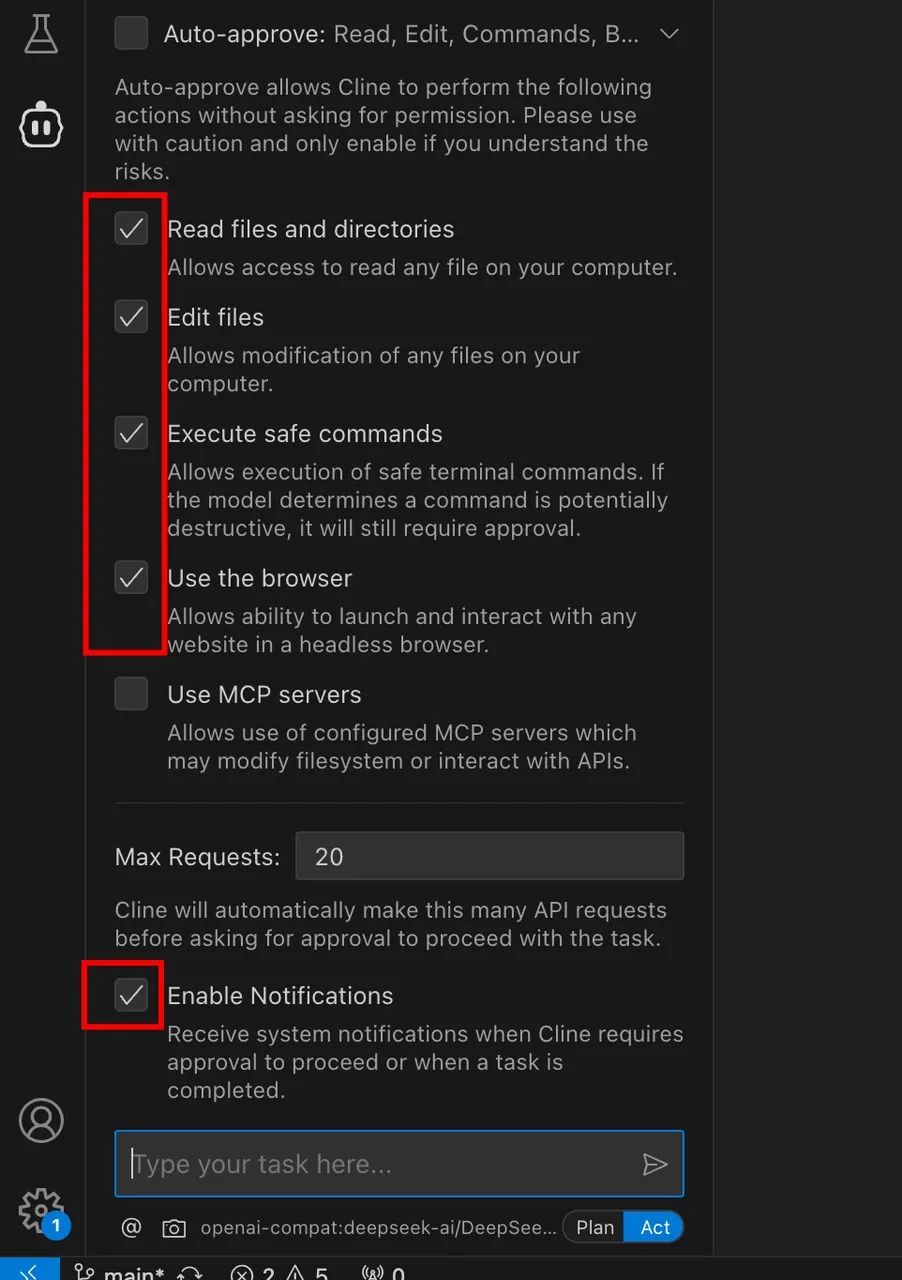 Auto-approve: Read, Edit, Commands, B...
Auto-approve allows Cline to perform the following
actions without asking for permission. Please use
with caution and only enable if you understand the
risks.
Read files and directories
Allows access to read any file on your computer.
Edit files
Allows modification of any files on your
computer.
Execute safe commands
Allows execution of safe terminal commands. If
the model determines a command is potentially
destructive, it will still require approval.
Use the browser
Allows ability to launch and interact with any
website in a headless browser.
Use MCP servers
Allows use of configured MCP servers which
may modify filesystem or interact with APIs.
Max Requests: 20
Cline will automatically make this many API requests
before asking for approval to proceed with the task.
Enable Notifications
Receive system notifications when Cline requires
approval to proceed or when a task is
completed.
Type your task here...
1
@ openai-compat:deepseek-ai/DeepSee... Plan Act
main* 2 5 0